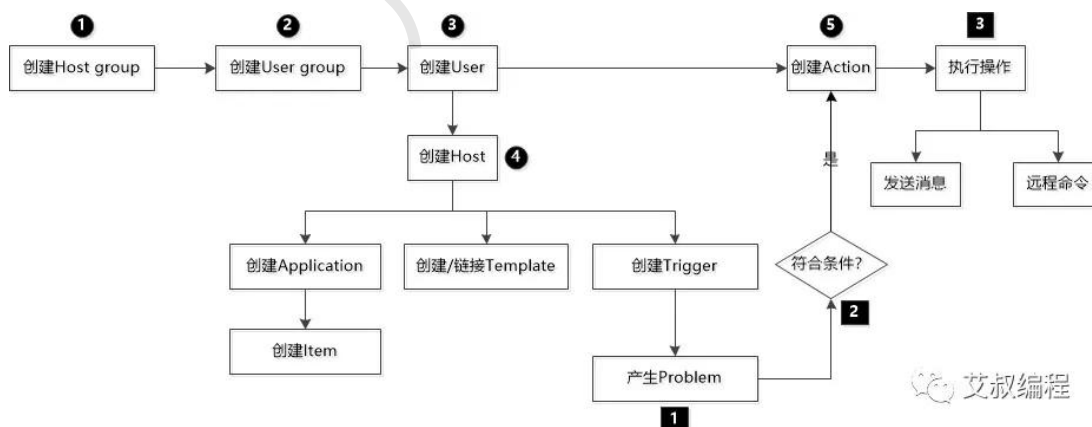 1
2
3
5
3
创建Host group
创建User group
创建User
创建Action
执行操作
创建Host
4
是
发送消息
远程命令
创建Application
创建/链接Template
创建Trigger
符合条件?
2
创建Item
产生Problem
1
艾叔编程